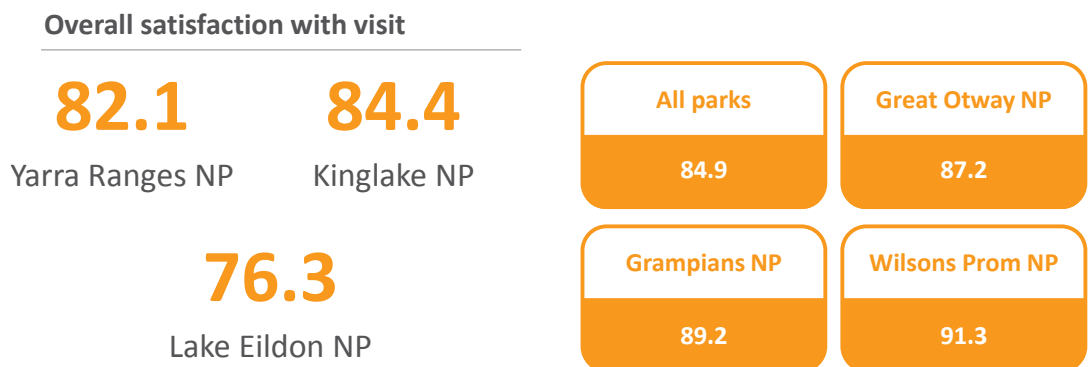 Overall satisfaction with visit
82.1
Yarra Ranges NP
84.4
Kinglake NP
76.3
Lake Eildon NP
All parks
84.9
Great Otway NP
87.2
Grampians NP
89.2
Wilsons Prom NP
91.3